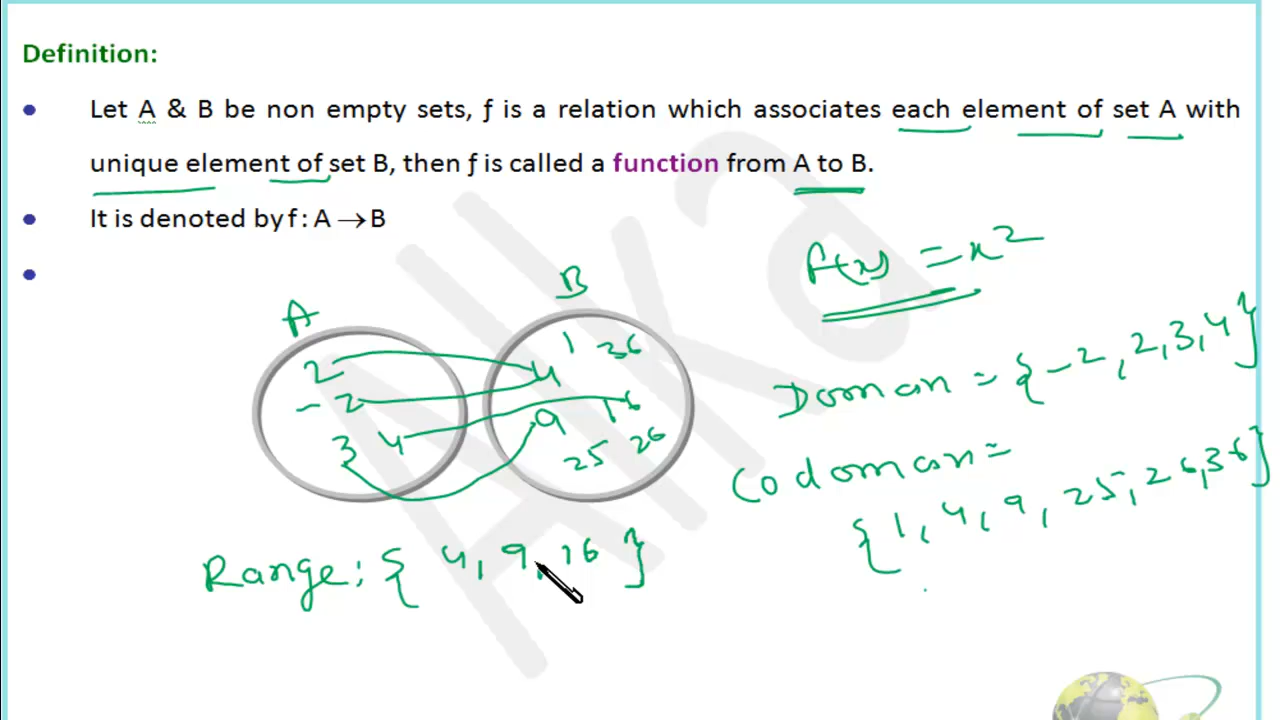 Definition:
• Let A & B be non empty sets, ƒ is a relation which associates each element of set A with
unique element of set B, then ƒ is called a function from A to B.
• It is denoted by f : A → B
•
f(x) = x²
A
B
2
-2
3 4
1 36
4
9 16
25 26
Domain = {-2, 2, 3, 4}
Codomain =
{1, 4, 9, 25, 26, 36}
Range: {4, 9, 16}
Alka